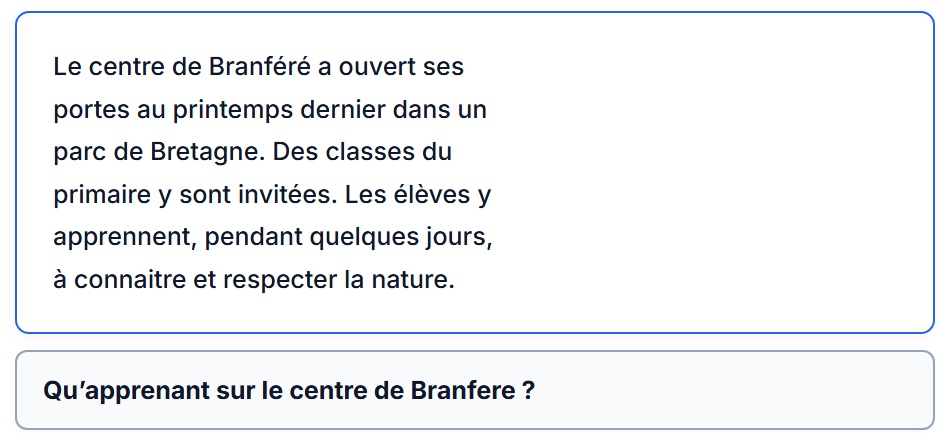 Le centre de Branféré a ouvert ses
portes au printemps dernier dans un
parc de Bretagne. Des classes du
primaire y sont invitées. Les élèves y
apprennent, pendant quelques jours,
à connaitre et respecter la nature.
Qu’apprenant sur le centre de Branfere ?